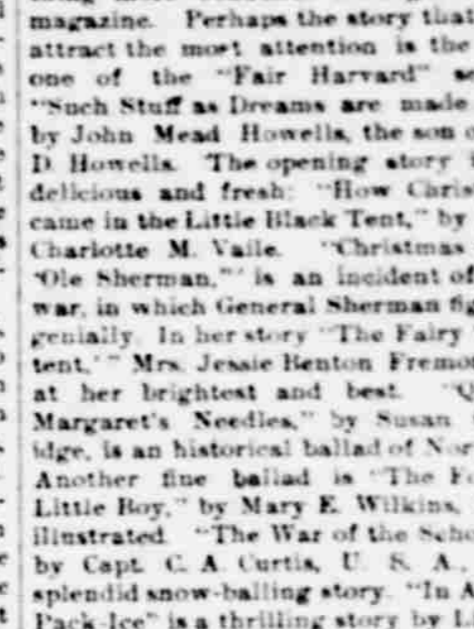 magazine. Perhaps the story that
attract the most attention is the
one of the "Fair Harvard" se
"Such Stuff as Dreams are made
by John Mead Howells, the son o
D. Howells. The opening story i
delicious and fresh: "How Chris
came in the Little Black Tent," by
Charlotte M. Vaile. "Christmas
'Ole Sherman,'" is an incident of
war, in which General Sherman fig
genially. In her story "The Fairy
tent,'" Mrs. Jessie Benton Fremo
at her brightest and best. "Q
Margaret's Needles," by Susan
idge, is an historical ballad of Nor
Another fine ballad is "The F
Little Boy," by Mary E. Wilkins,
illustrated. "The War of the Scho
by Capt. C. A. Curtis, U. S. A.,
splendid snow-balling story. "In A
Pack-Ice" is a thrilling story by L